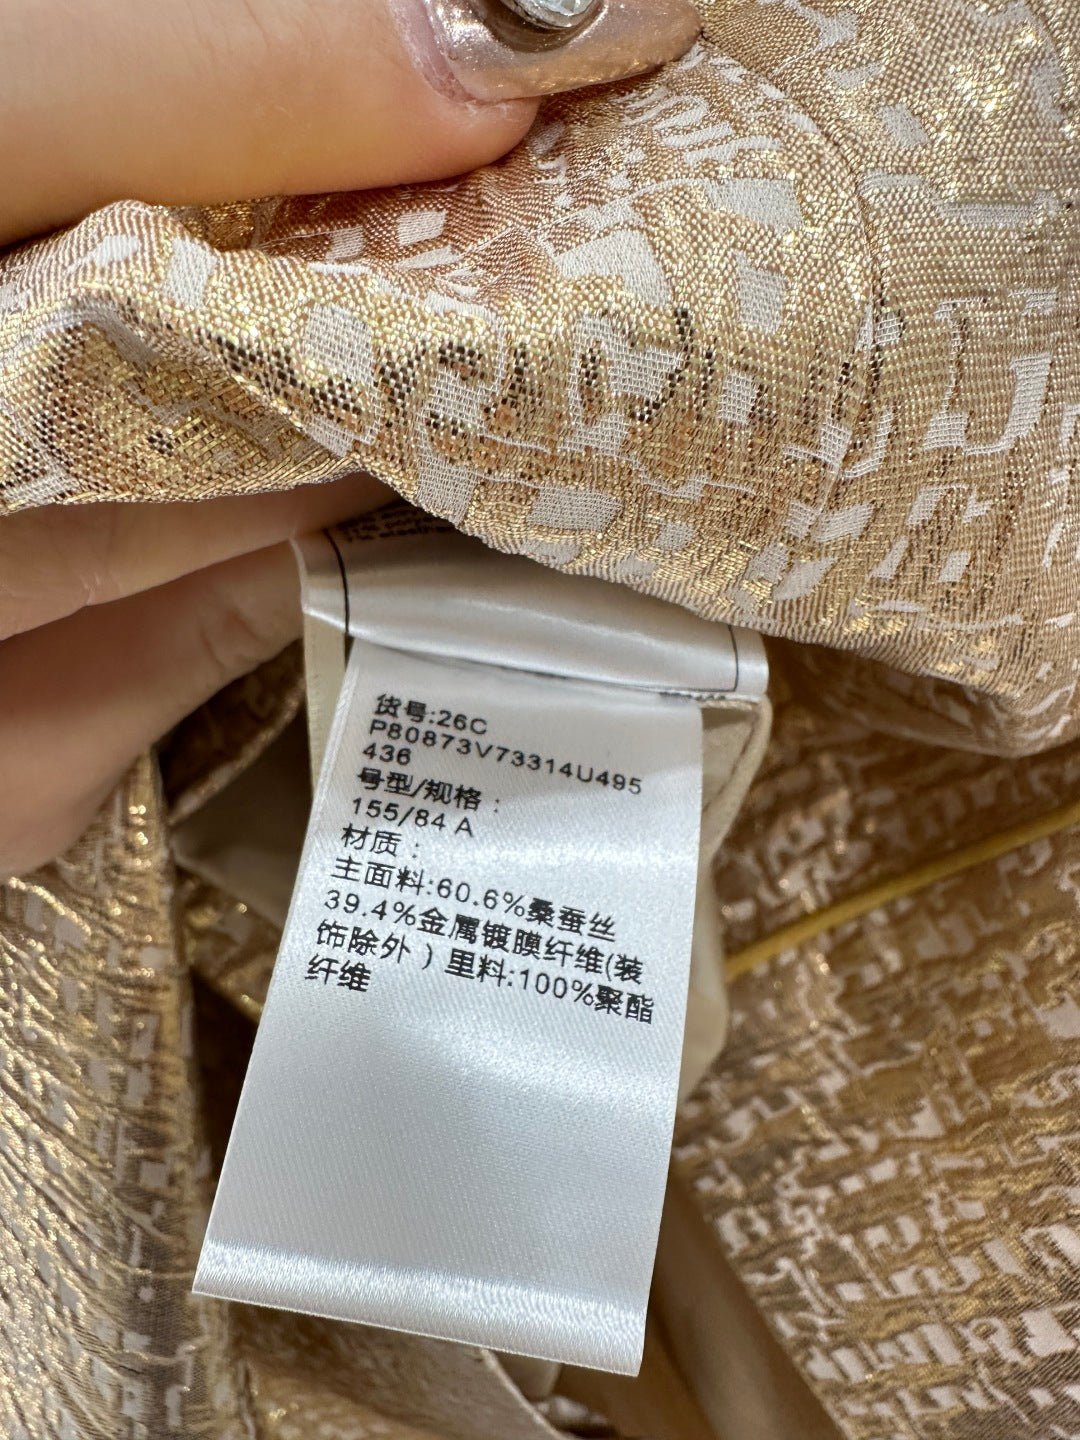 货号:26C
P80873V73314U495
436
号型/规格：
155/84 A
材质：
主面料:60.6%桑蚕丝
39.4%金属镀膜纤维(装
饰除外）里料:100%聚酯
纤维